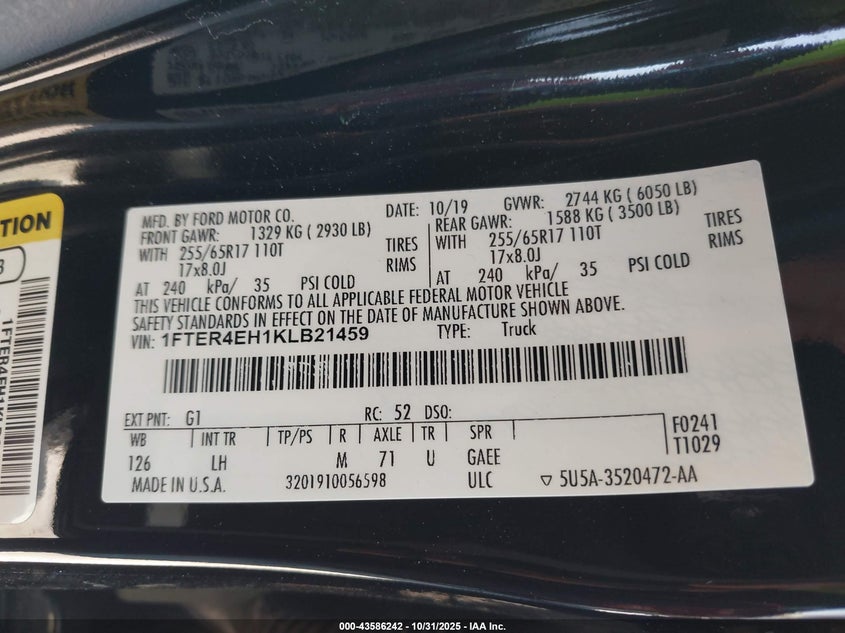 TION
3
1FTER4EH1KLB
MFD. BY FORD MOTOR CO. DATE: 10/19 GVWR: 2744 KG ( 6050 LB)
FRONT GAWR: 1329 KG ( 2930 LB) REAR GAWR: 1588 KG ( 3500 LB)
WITH 255/65R17 110T TIRES WITH 255/65R17 110T TIRES
17x8.0J RIMS 17x8.0J RIMS
AT 240 kPa/ 35 PSI COLD AT 240 kPa/ 35 PSI COLD
THIS VEHICLE CONFORMS TO ALL APPLICABLE FEDERAL MOTOR VEHICLE
SAFETY STANDARDS IN EFFECT ON THE DATE OF MANUFACTURE SHOWN ABOVE.
VIN: 1FTER4EH1KLB21459 TYPE: Truck
EXT PNT: G1 RC: 52 DSO:
WB INT TR TP/PS R AXLE TR SPR F0241
126 LH M 71 U GAEE T1029
MADE IN U.S.A. 3201910056598 ULC ▽ 5U5A-3520472-AA
000-43586242 - 10/31/2025 - IAA Inc.